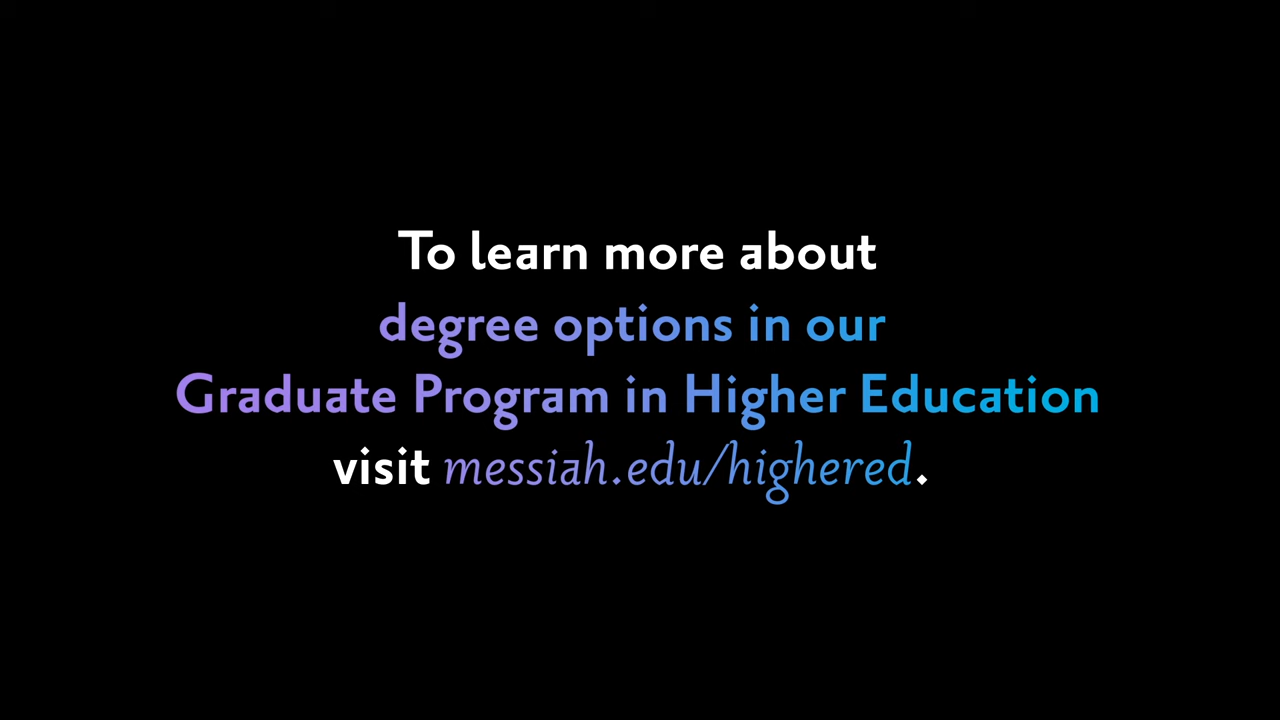 To learn more about
degree options in our
Graduate Program in Higher Education
visit messiah.edu/highered.